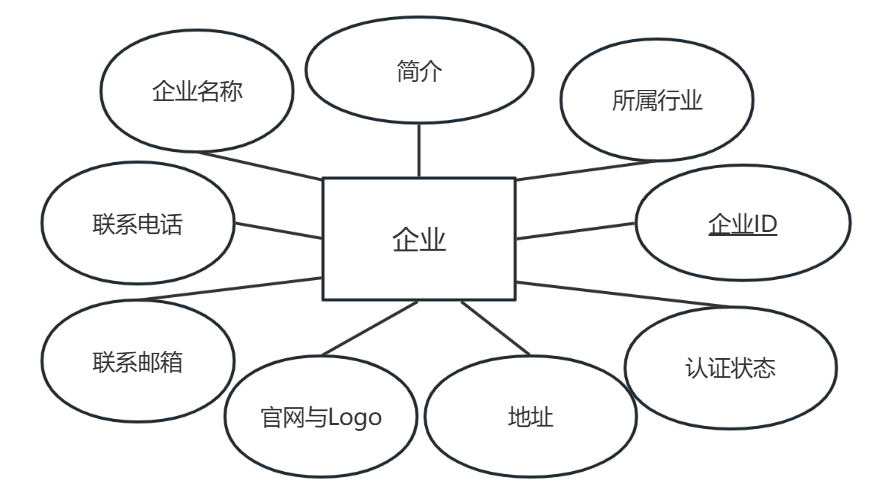 简介
企业名称
所属行业
联系电话
企业
企业ID
联系邮箱
认证状态
官网与Logo
地址